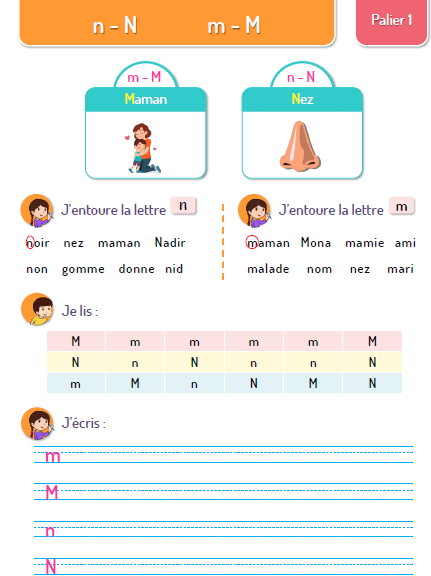 n - N m - M Palier 1
m - M n - N
Maman Nez
J'entoure la lettre n
noir nez maman Nadir
non gomme donne nid
J'entoure la lettre m
maman Mona mamie ami
malade nom nez mari
Je lis :
M m m m m M
N n N n n N
m M n N M N
J'écris :
m
M
n
N